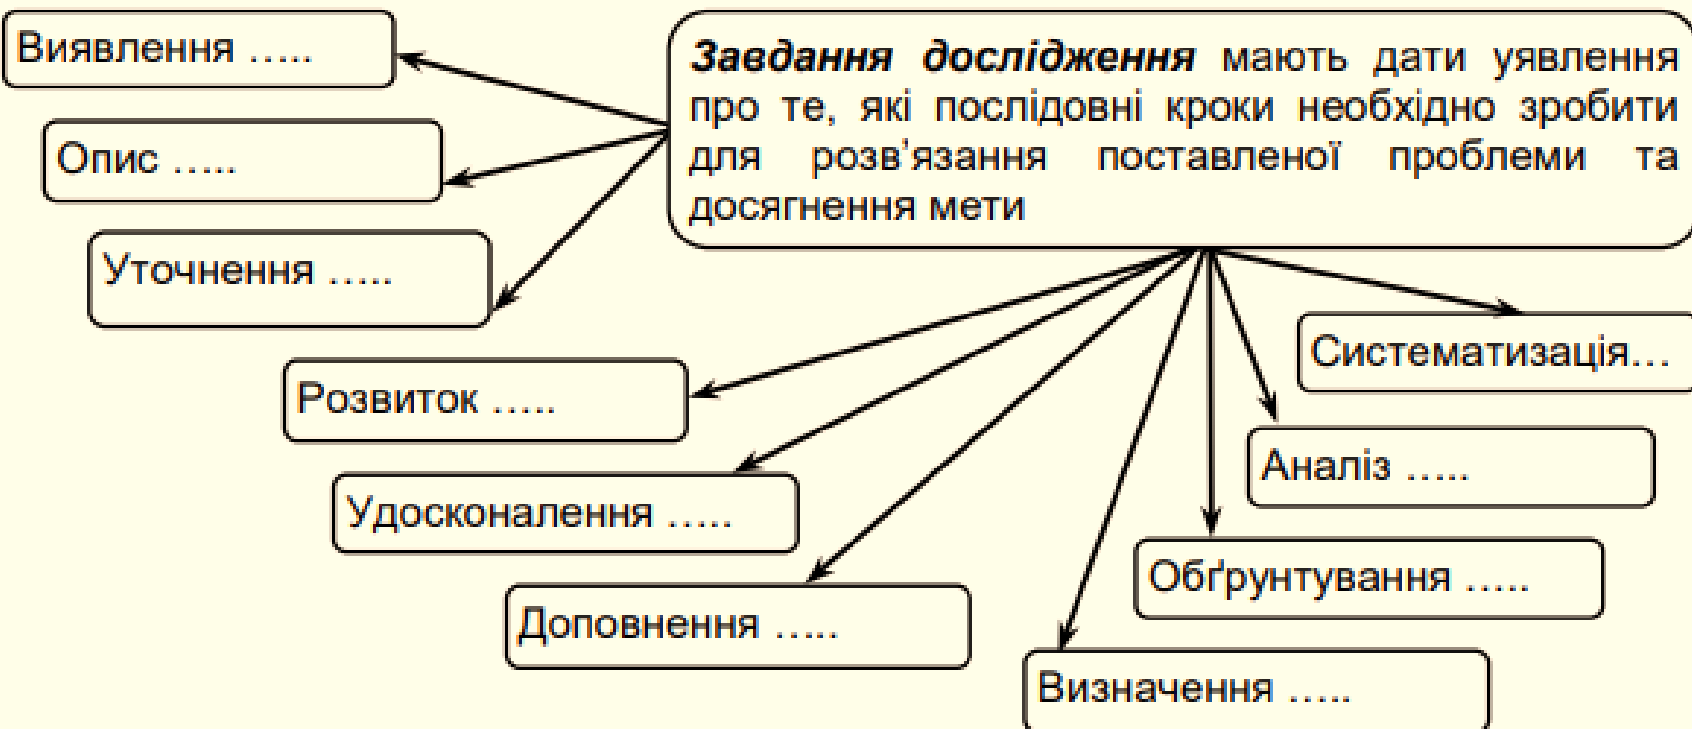 Виявлення …..
Завдання дослідження мають дати уявлення
про те, які послідовні кроки необхідно зробити
для розв'язання поставленої проблеми та
досягнення мети
Опис …..
Уточнення …..
Розвиток …..
Удосконалення …..
Доповнення …..
Систематизація…
Аналіз …..
Обґрунтування …..
Визначення …..